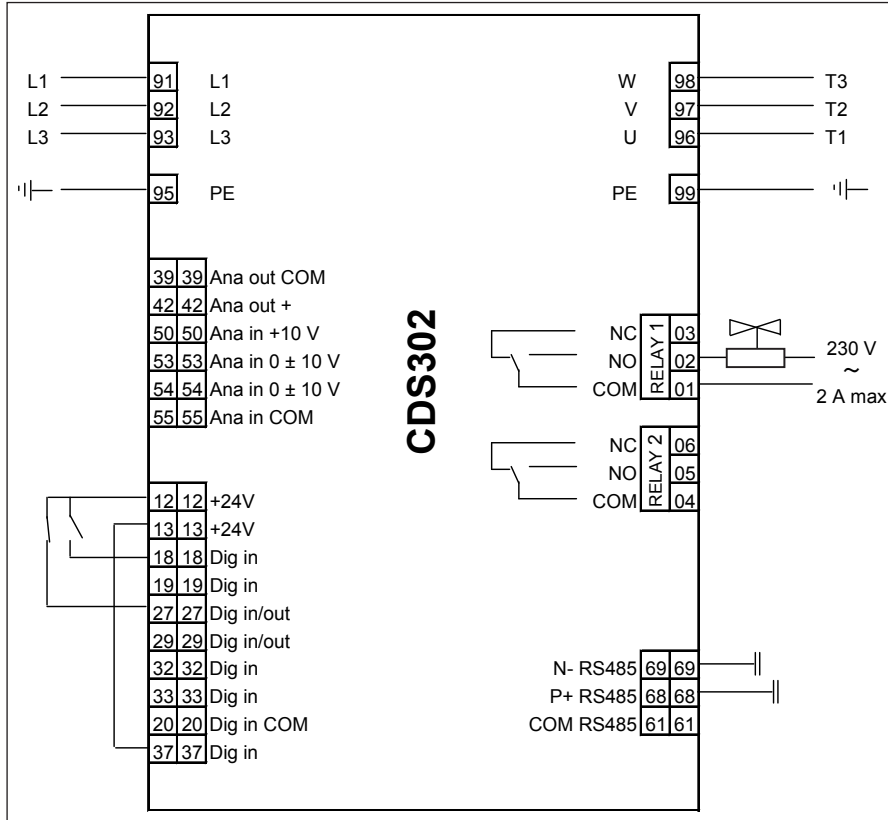 L1 91 L1
L2 92 L2
L3 93 L3
95 PE
39 39 Ana out COM
42 42 Ana out +
50 50 Ana in +10 V
53 53 Ana in 0 ± 10 V
54 54 Ana in 0 ± 10 V
55 55 Ana in COM
12 12 +24V
13 13 +24V
18 18 Dig in
19 19 Dig in
27 27 Dig in/out
29 29 Dig in/out
32 32 Dig in
33 33 Dig in
20 20 Dig in COM
37 37 Dig in
CDS302
W 98 T3
V 97 T2
U 96 T1
PE 99
RELAY 1
NC 03
NO 02
COM 01
230 V
~
2 A max
RELAY 2
NC 06
NO 05
COM 04
N- RS485 69 69
P+ RS485 68 68
COM RS485 61 61